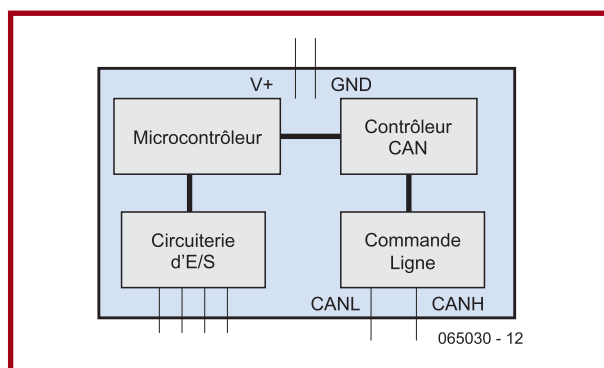 V+ GND
Microcontrôleur
Contrôleur
CAN
Circuiterie
d'E/S
Commande
Ligne
CANL CANH
065030 - 12